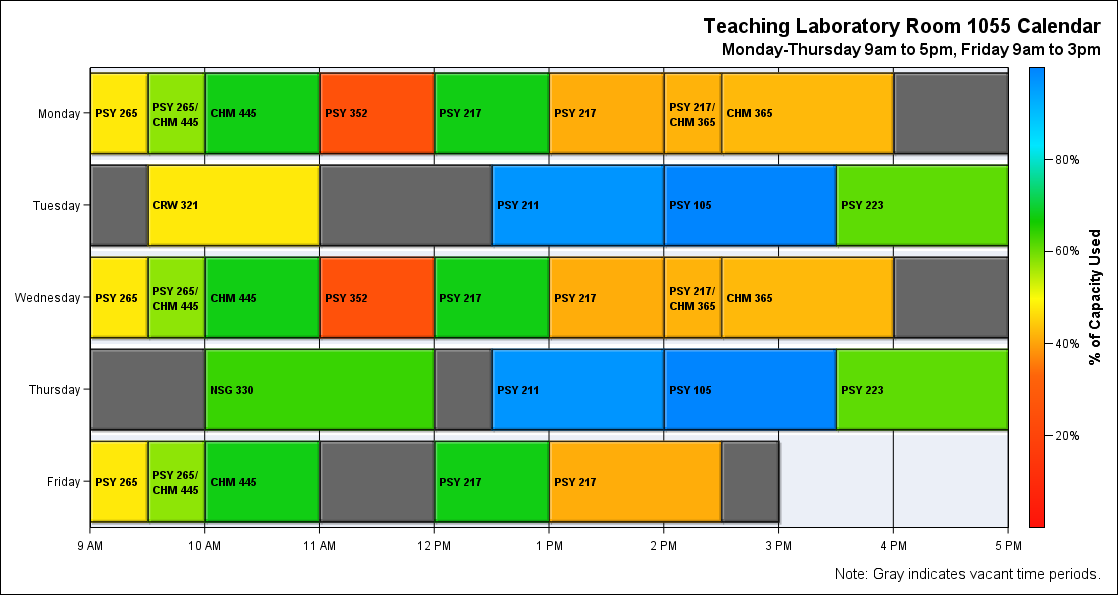 Teaching Laboratory Room 1055 Calendar
Monday-Thursday 9am to 5pm, Friday 9am to 3pm
Monday
PSY 265
PSY 265/
CHM 445
CHM 445
PSY 352
PSY 217
PSY 217
PSY 217/
CHM 365
CHM 365
Tuesday
CRW 321
PSY 211
PSY 105
PSY 223
Wednesday
PSY 265
PSY 265/
CHM 445
CHM 445
PSY 352
PSY 217
PSY 217
PSY 217/
CHM 365
CHM 365
Thursday
NSG 330
PSY 211
PSY 105
PSY 223
Friday
PSY 265
PSY 265/
CHM 445
CHM 445
PSY 217
PSY 217
9 AM
10 AM
11 AM
12 PM
1 PM
2 PM
3 PM
4 PM
5 PM
80%
60%
40%
20%
% of Capacity Used
Note: Gray indicates vacant time periods.